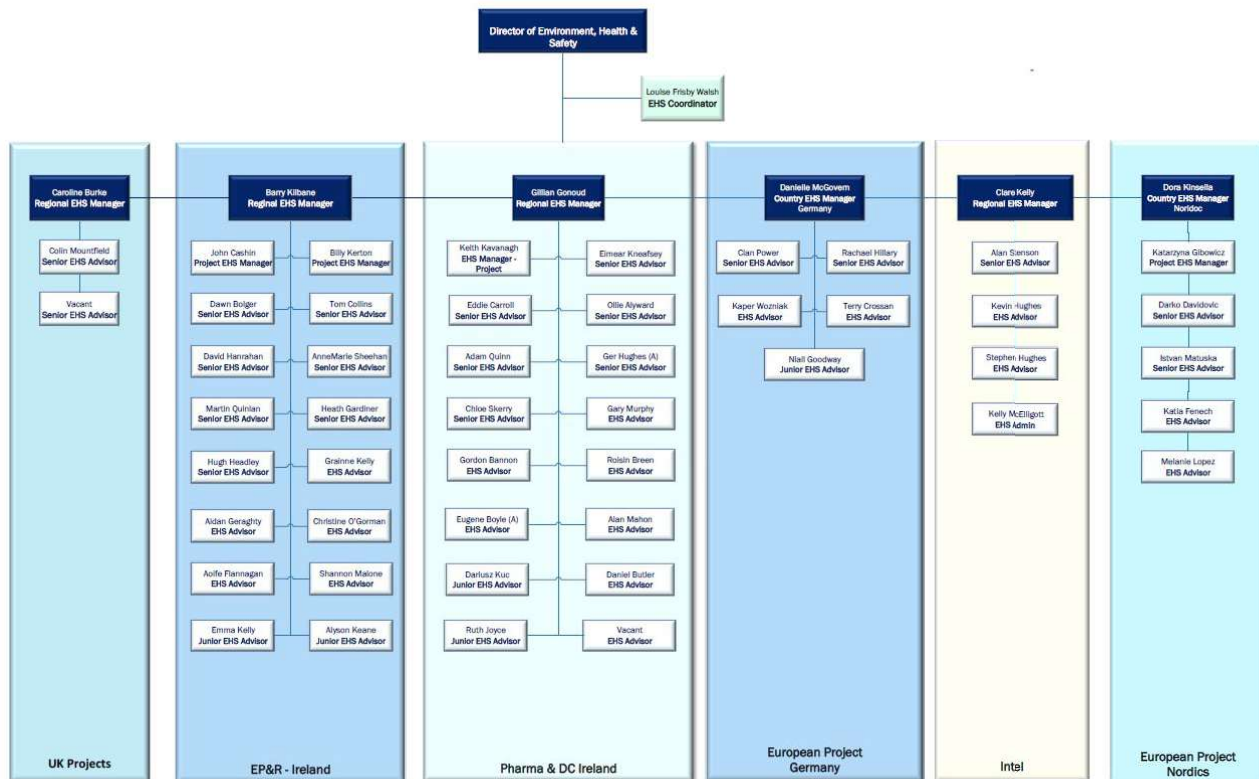 Director of Environment, Health &
Safety
Louise Frisby Walsh
EHS Coordinator
Caroline Burke
Regional EHS Manager
Colin Mountfield
Senior EHS Advisor
Vacant
Senior EHS Advisor
UK Projects
Barry Kilbane
Reginal EHS Manager
John Cashin
Project EHS Manager
Billy Kerton
Project EHS Manager
Dawn Bolger
Senior EHS Advisor
Tom Collins
Senior EHS Advisor
David Hanrahan
Senior EHS Advisor
AnneMarie Sheehan
Senior EHS Advisor
Martin Quinlan
Senior EHS Advisor
Heath Gardiner
Senior EHS Advisor
Hugh Headley
Senior EHS Advisor
Grainne Kelly
EHS Advisor
Aidan Geraghty
EHS Advisor
Christine O'Gorman
EHS Advisor
Aoife Flannagan
EHS Advisor
Shannon Malone
EHS Advisor
Emma Kelly
Junior EHS Advisor
Alyson Keane
Junior EHS Advisor
EP&R - Ireland
Gillian Gonoud
Regional EHS Manager
Keith Kavanagh
EHS Manager -
Project
Eimear Kneafsey
Senior EHS Advisor
Eddie Carroll
Senior EHS Advisor
Ollie Alyward
Senior EHS Advisor
Adam Quinn
Senior EHS Advisor
Ger Hughes (A)
Senior EHS Advisor
Chloe Skerry
Senior EHS Advisor
Gary Murphy
EHS Advisor
Gordon Bannon
EHS Advisor
Roisin Breen
EHS Advisor
Eugene Boyle (A)
EHS Advisor
Alan Mahon
EHS Advisor
Dariusz Kuc
Junior EHS Advisor
Daniel Butler
EHS Advisor
Ruth Joyce
Junior EHS Advisor
Vacant
EHS Advisor
Pharma & DC Ireland
Danielle McGovern
Country EHS Manager
Germany
Cian Power
Senior EHS Advisor
Rachael Hillary
Senior EHS Advisor
Kaper Wozniak
EHS Advisor
Terry Crossan
EHS Advisor
Niall Goodway
Junior EHS Advisor
European Project
Germany
Clare Kelly
Regional EHS Manager
Alan Slenson
Senior EHS Advisor
Kevin Hughes
EHS Advisor
Stephen Hughes
EHS Advisor
Kelly McElligott
EHS Admin
Intel
Dora Kinsella
Country EHS Manager
Nordoc
Katarzyna Gibowicz
Project EHS Manager
Darko Davidovic
Senior EHS Advisor
Istvan Matuska
Senior EHS Advisor
Katia Fenech
EHS Advisor
Melanie Lopez
EHS Advisor
European Project
Nordics